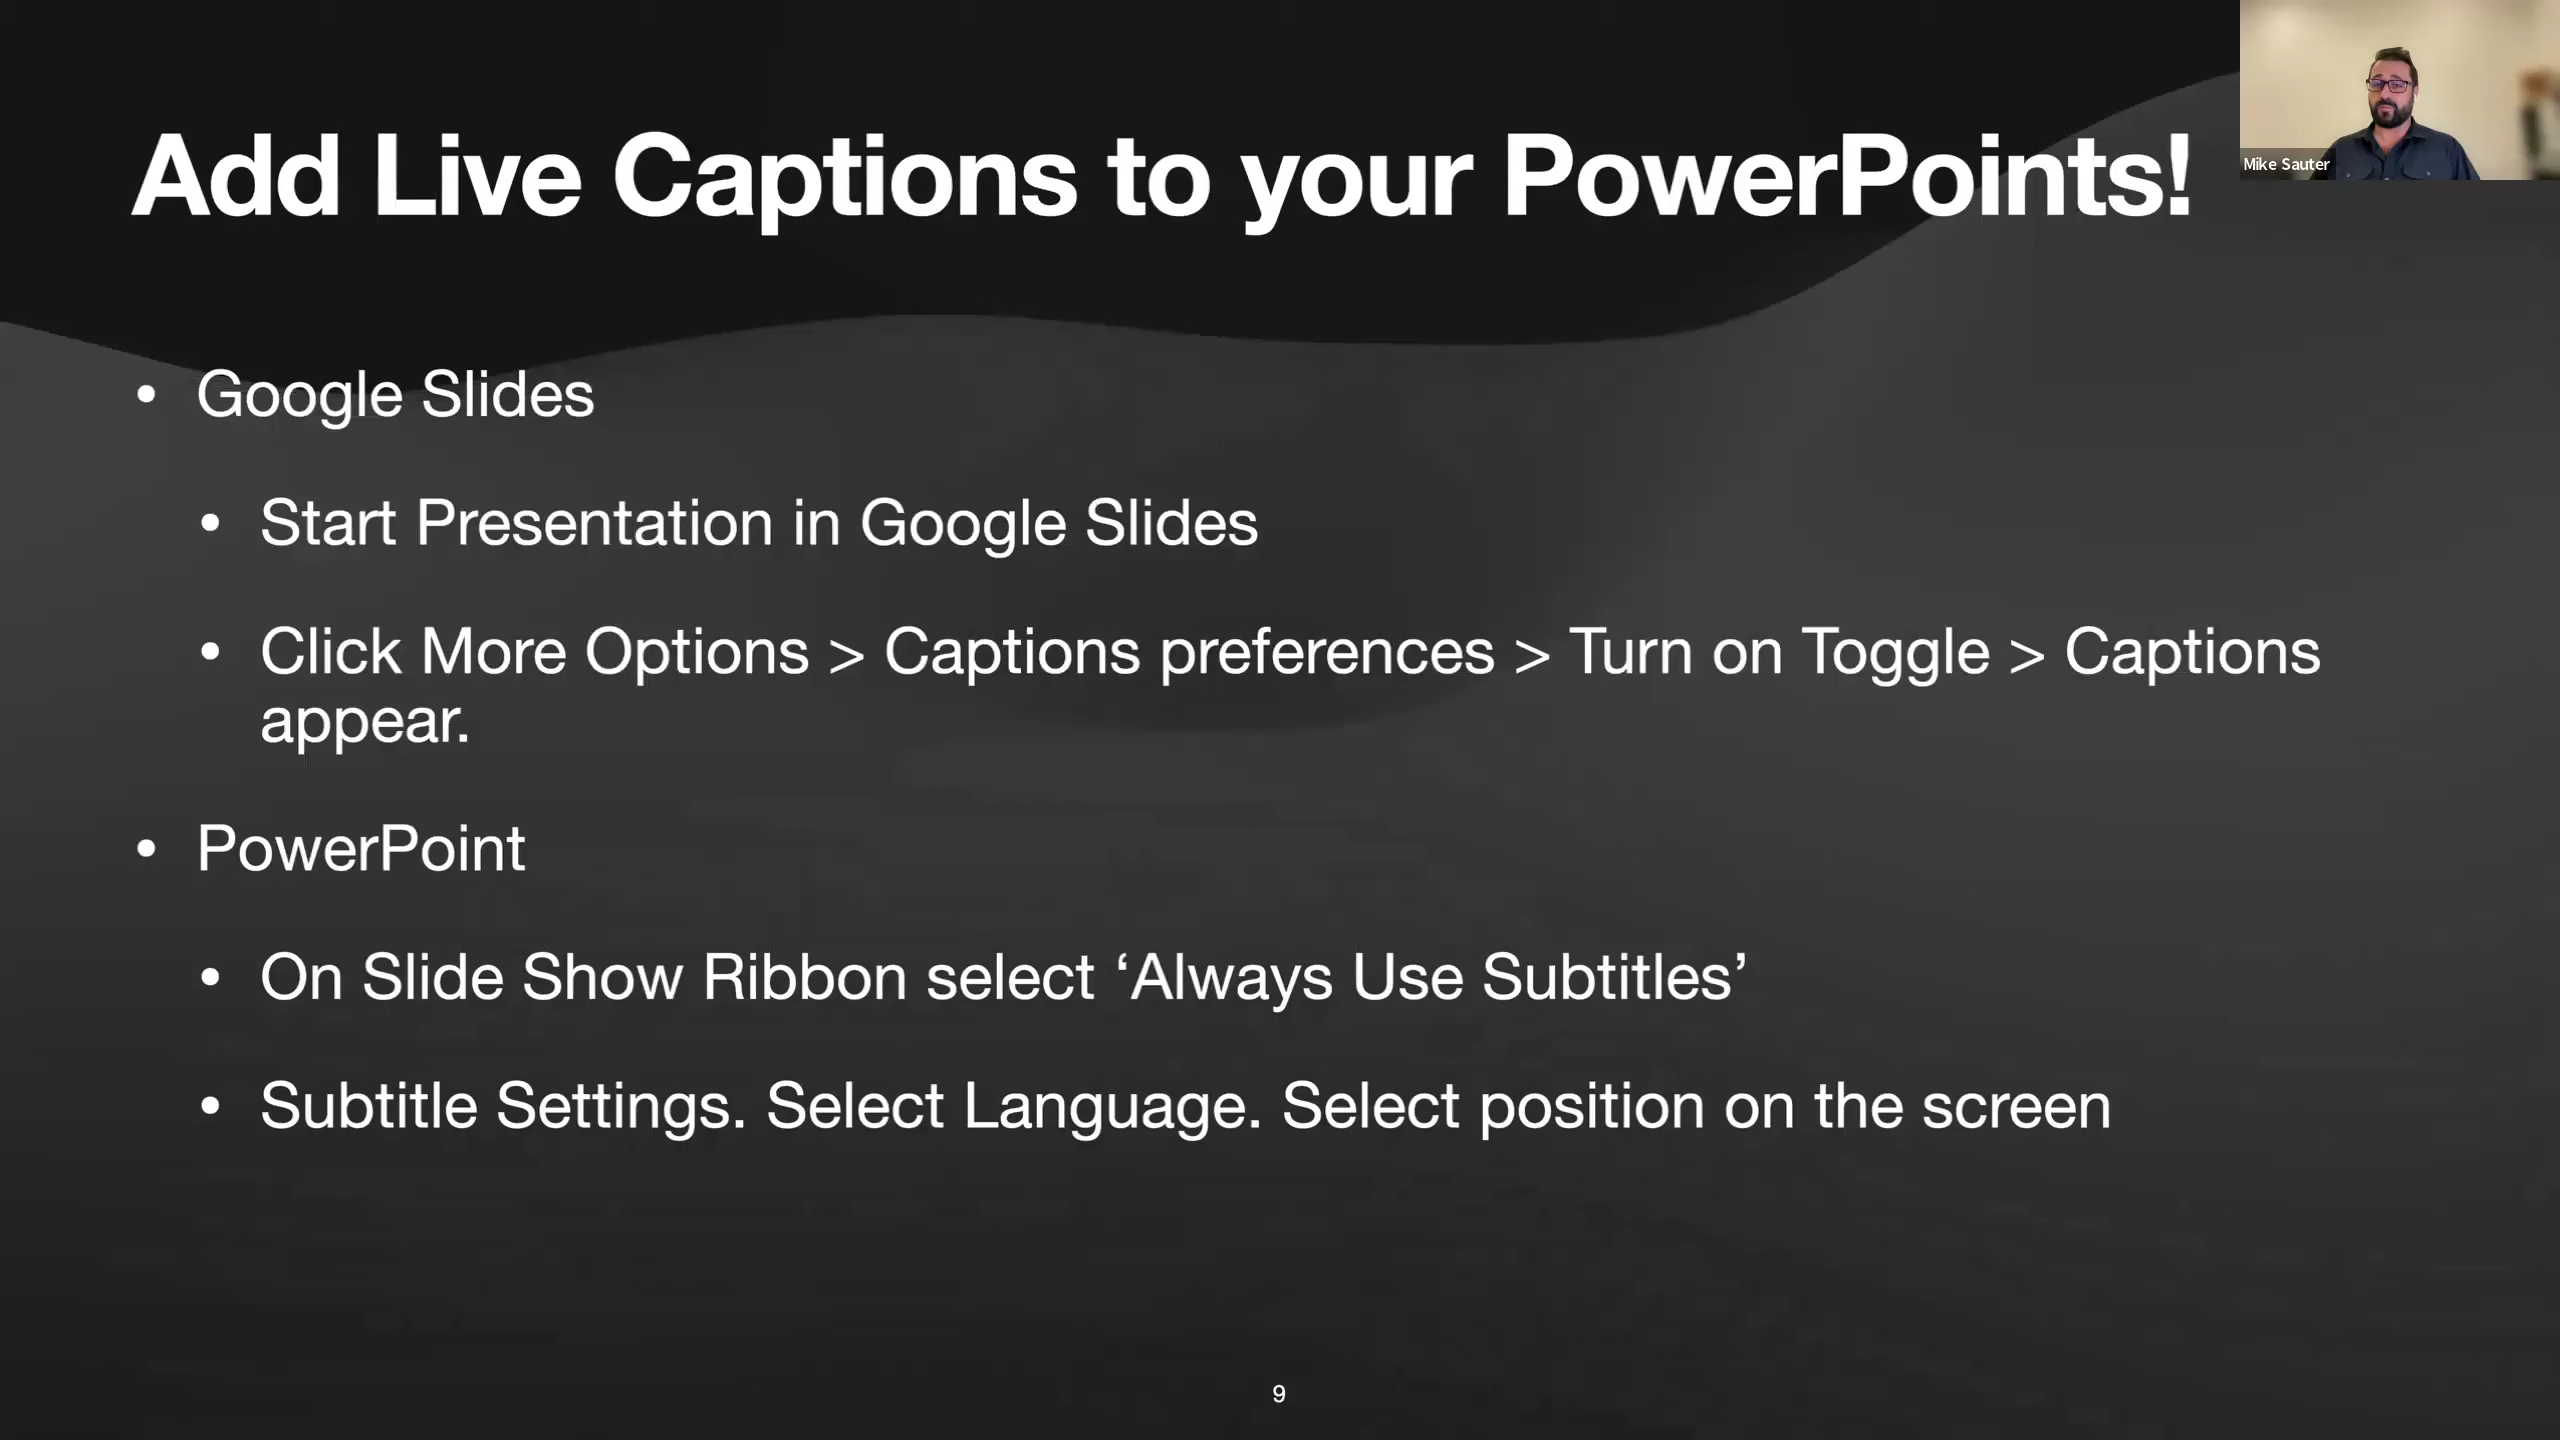 Add Live Captions to your PowerPoints!
Mike Sauter
• Google Slides
• Start Presentation in Google Slides
• Click More Options > Captions preferences > Turn on Toggle > Captions
appear.
• PowerPoint
• On Slide Show Ribbon select ‘Always Use Subtitles’
• Subtitle Settings. Select Language. Select position on the screen
9